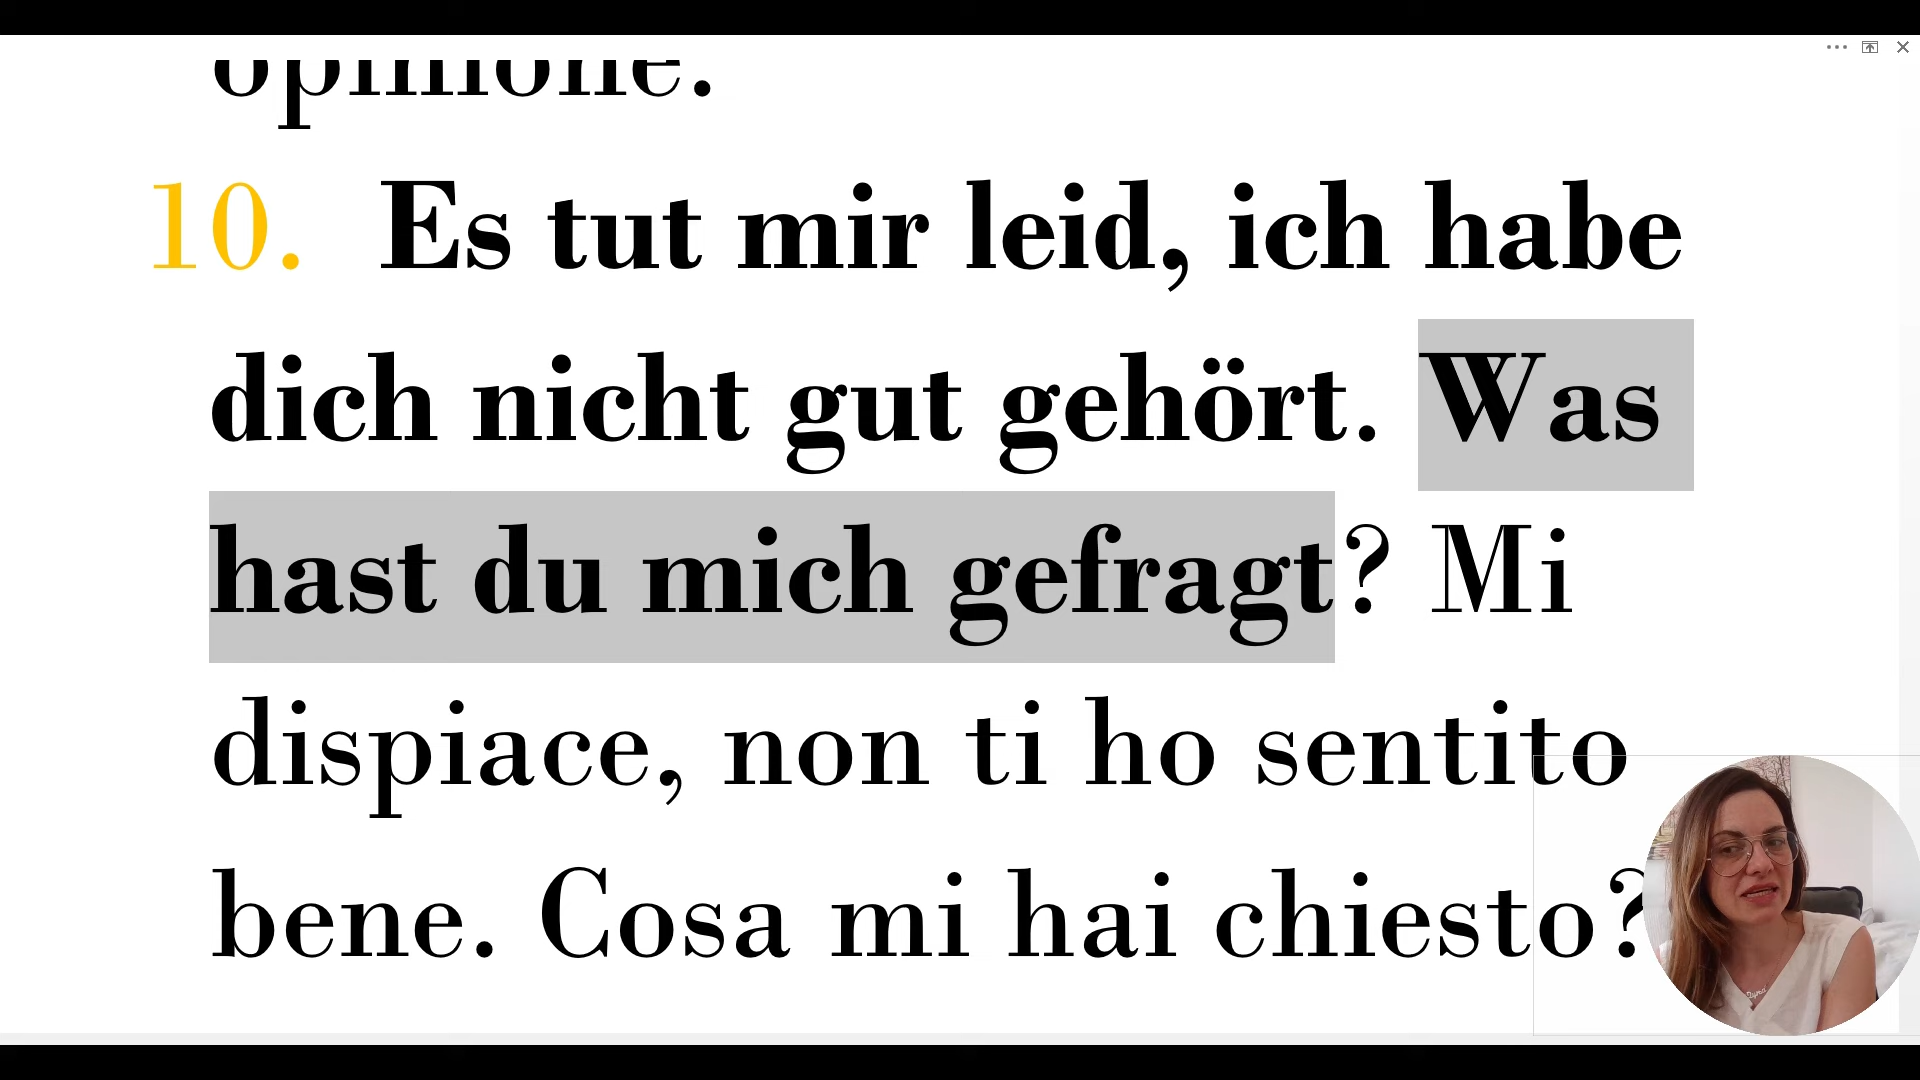 opinione.
10. Es tut mir leid, ich habe
dich nicht gut gehört. Was
hast du mich gefragt? Mi
dispiace, non ti ho sentito
bene. Cosa mi hai chiesto?